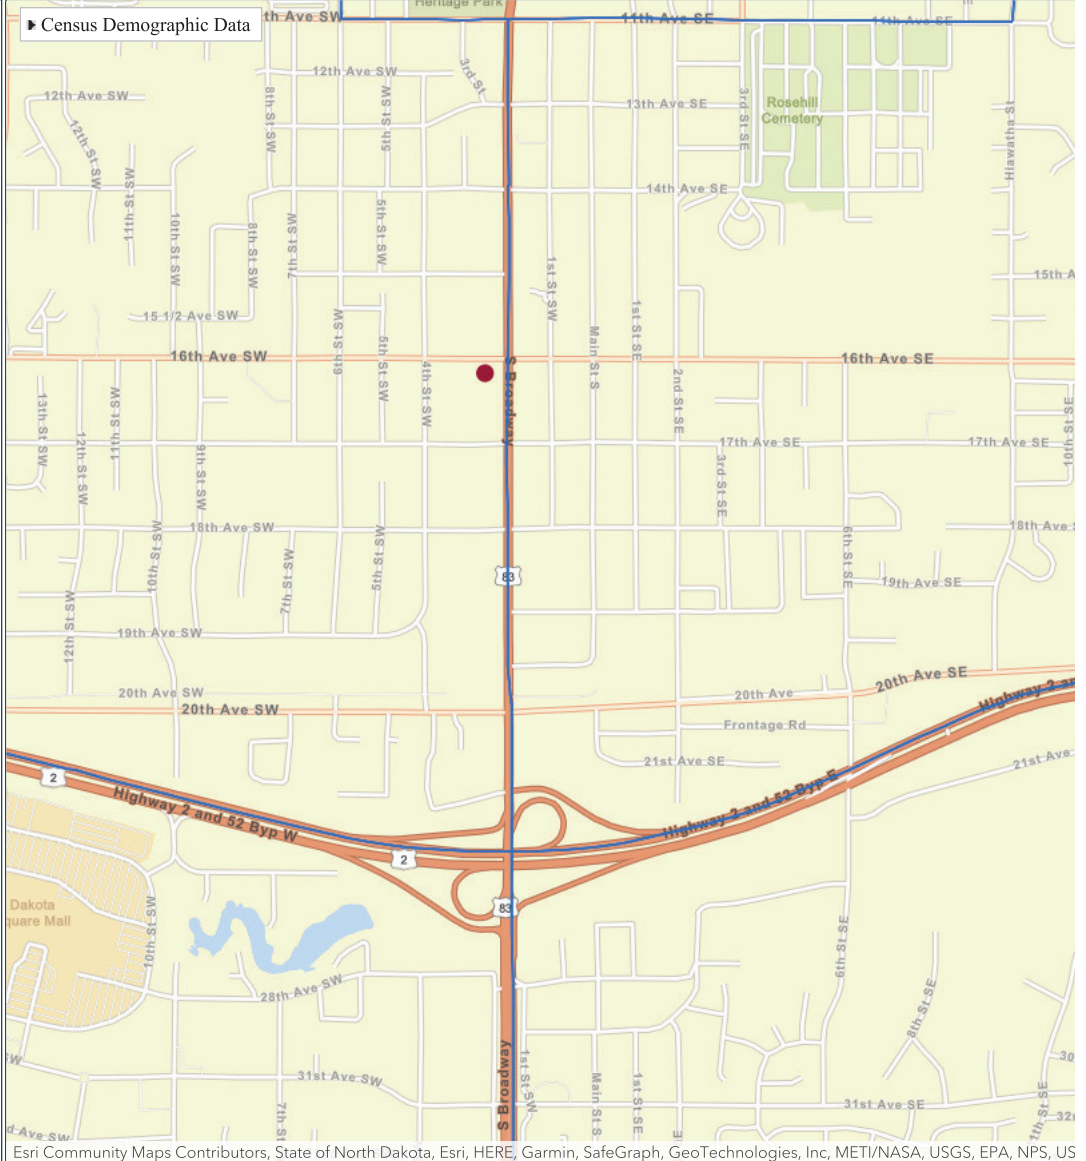 Heritage Park
th Ave SW
11th Ave SE
11th Ave SE
Census Demographic Data
12th Ave SW
3rd St
12th Ave SW
8th St SW
5th St SW
13th Ave SE
3rd St SE
Rosehill
Cemetery
Hiawatha St
12th St SW
11th St SW
14th Ave SE
10th St SW
8th St SW
7th St SW
5th St SW
1st St SW
15th A
15 1/2 Ave SW
6th St SW
5th St SW
Main St S
1st St SE
16th Ave SW
16th Ave SE
S Broadway
4th St SW
2nd St SE
13th St SW
12th St SW
11th St SW
9th St SW
17th Ave SE
17th Ave SE
10th St SE
3rd St SE
18th Ave SW
18th Ave S
10th St SW
7th St SW
5th St SW
6th St SE
83
19th Ave SE
12th St SW
19th Ave SW
20th Ave SW
20th Ave SW
20th Ave
20th Ave SE
Highway 2 an
Frontage Rd
21st Ave SE
21st Ave
2
Highway 2 and 52 Byp W
Highway 2 and 52 Byp E
2
83
Dakota
quare Mall
10th St SW
6th St SE
28th Ave SW
8th St SE
S Broadway
1st St SW
Main St S
1st St SE
SW
31st Ave SW
7th St
31st Ave SE
30
32n
1th St SE
d Ave SW
Esri Community Maps Contributors, State of North Dakota, Esri, HERE, Garmin, SafeGraph, GeoTechnologies, Inc, METI/NASA, USGS, EPA, NPS, US